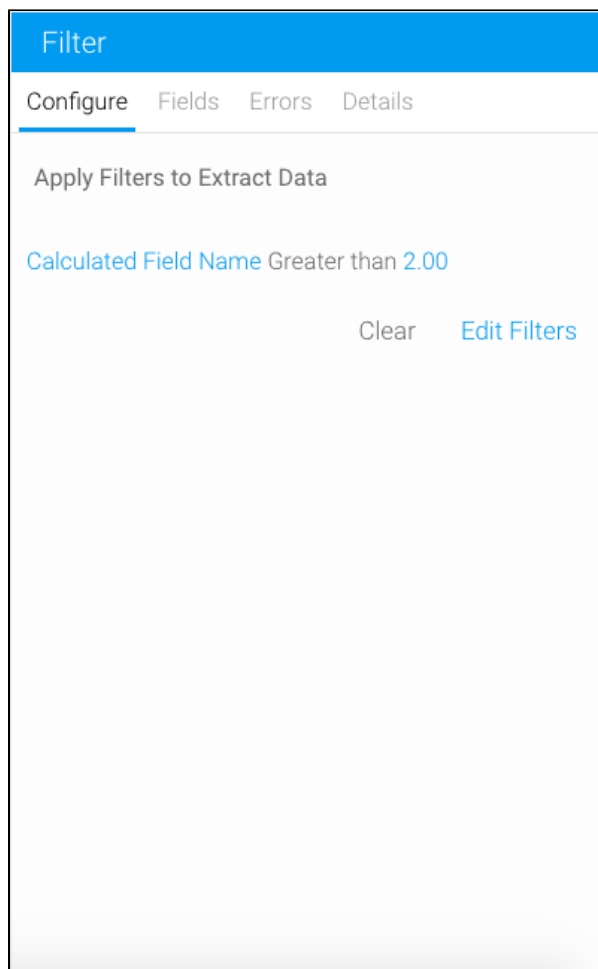 Filter
Configure Fields Errors Details
Apply Filters to Extract Data
Calculated Field Name Greater than 2.00
Clear Edit Filters